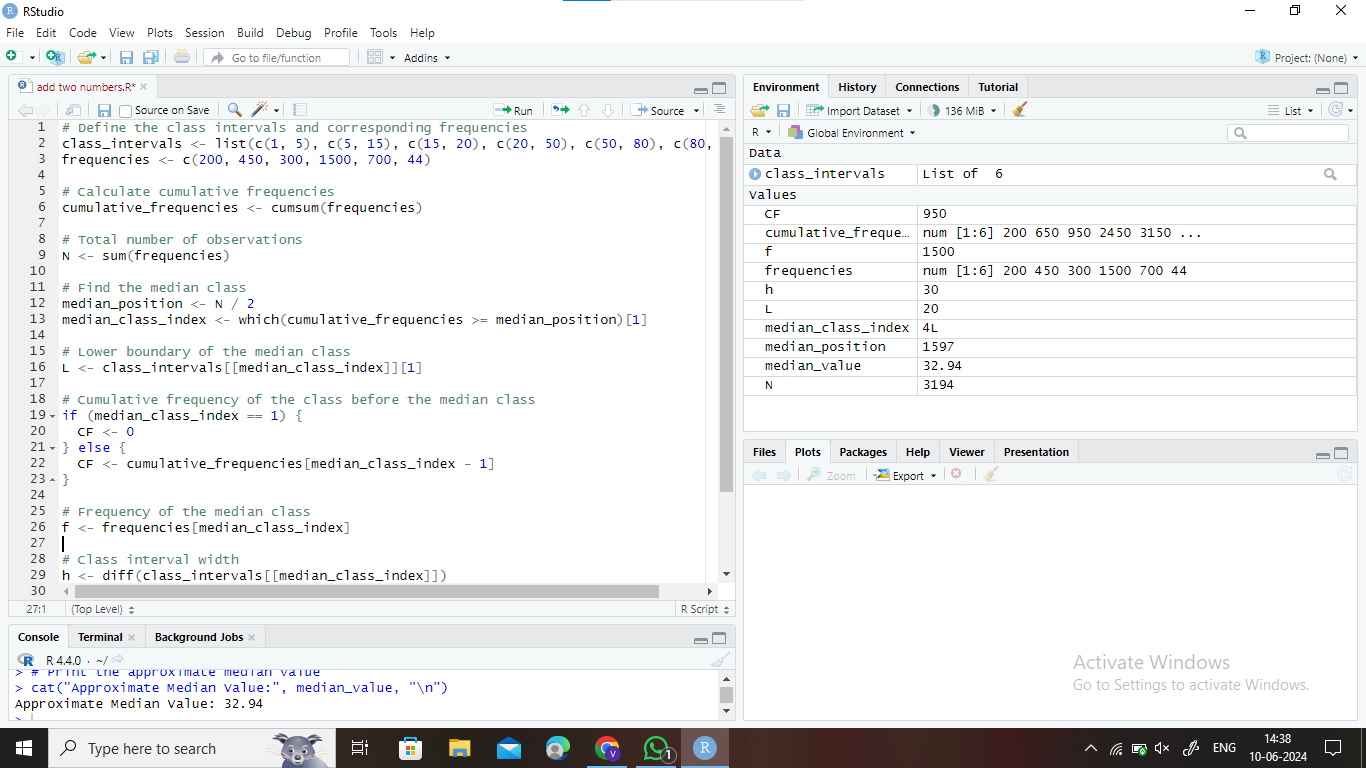 RStudio
File Edit Code View Plots Session Build Debug Profile Tools Help
Go to file/function Addins Project: (None)
add two numbers.R*
Source on Save Run Source
1 # Define the class intervals and corresponding frequencies
2 class_intervals <- list(c(1, 5), c(5, 15), c(15, 20), c(20, 50), c(50, 80), c(80,
3 frequencies <- c(200, 450, 300, 1500, 700, 44)
4
5 # Calculate cumulative frequencies
6 cumulative_frequencies <- cumsum(frequencies)
7
8 # Total number of observations
9 N <- sum(frequencies)
10
11 # Find the median class
12 median_position <- N / 2
13 median_class_index <- which(cumulative_frequencies >= median_position)[1]
14
15 # Lower boundary of the median class
16 L <- class_intervals[[median_class_index]][1]
17
18 # Cumulative frequency of the class before the median class
19 if (median_class_index == 1) {
20 CF <- 0
21 } else {
22 CF <- cumulative_frequencies[median_class_index - 1]
23 }
24
25 # Frequency of the median class
26 f <- frequencies[median_class_index]
27
28 # Class interval width
29 h <- diff(class_intervals[[median_class_index]])
30
27:1 (Top Level) R Script
Console Terminal Background Jobs
R 4.4.0 · ~/
> # Print the approximate median value
> cat("Approximate Median Value:", median_value, "\n")
Approximate Median Value: 32.94
>
Environment History Connections Tutorial
Import Dataset 136 MiB List
R Global Environment
Data
class_intervals List of 6
Values
CF 950
cumulative_freque… num [1:6] 200 650 950 2450 3150 ...
f 1500
frequencies num [1:6] 200 450 300 1500 700 44
h 30
L 20
median_class_index 4L
median_position 1597
median_value 32.94
N 3194
Files Plots Packages Help Viewer Presentation
Zoom Export
Activate Windows
Go to Settings to activate Windows.
Type here to search
V
1
R
ENG
14:38
10-06-2024